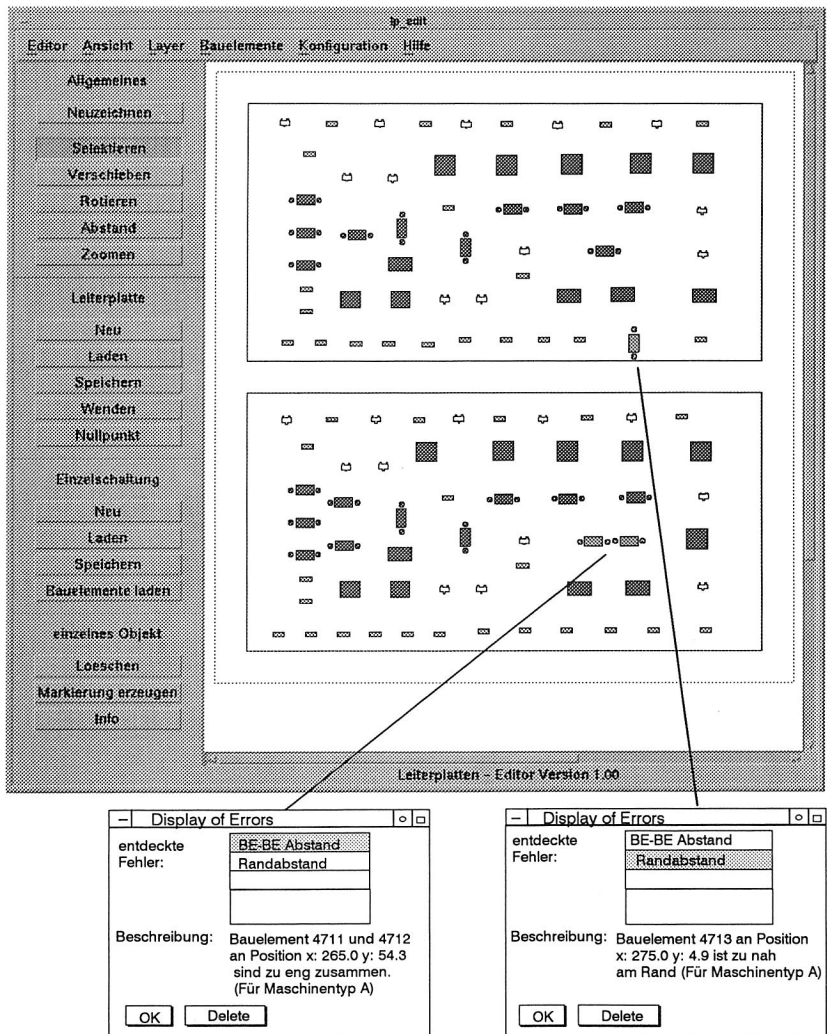 lp_edit
Editor Ansicht Layer Bauelemente Konfiguration Hilfe
Allgemeines
Neuzeichnen
Selektieren
Verschieben
Rotieren
Abstand
Zoomen
Leiterplatte
Neu
Laden
Speichern
Wenden
Nullpunkt
Einzelschaltung
Neu
Laden
Speichern
Bauelemente laden
einzelnes Objekt
Loeschen
Markierung erzeugen
Info
Leiterplatten - Editor Version 1.00
Display of Errors
entdeckte
Fehler:
BE-BE Abstand
Randabstand
Beschreibung:
Bauelement 4711 und 4712
an Position x: 265.0 y: 54.3
sind zu eng zusammen.
(Für Maschinentyp A)
OK Delete
Display of Errors
entdeckte
Fehler:
BE-BE Abstand
Randabstand
Beschreibung:
Bauelement 4713 an Position
x: 275.0 y: 4.9 ist zu nah
am Rand (Für Maschinentyp A)
OK Delete